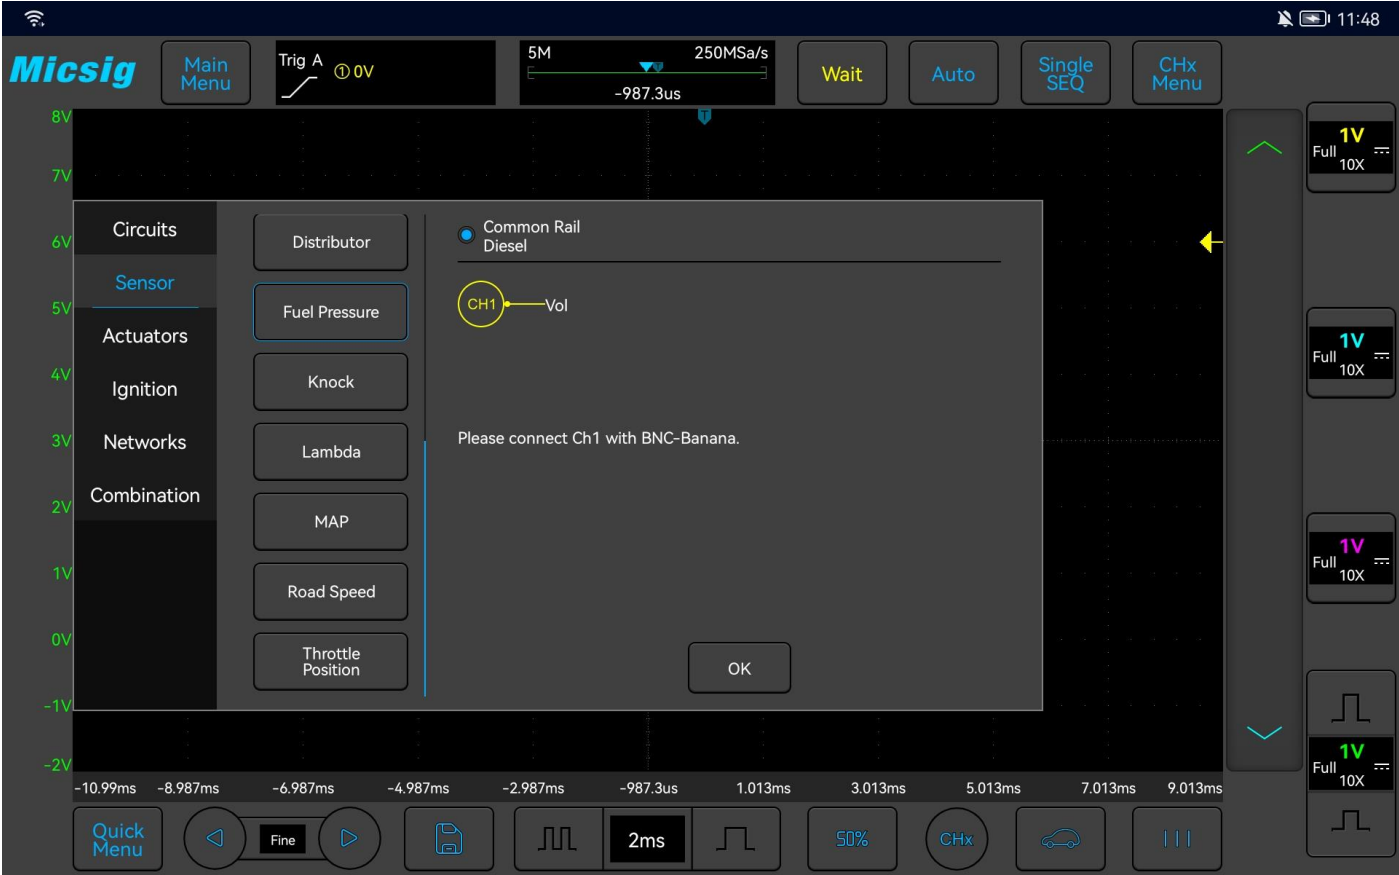 11:48
Micsig
Main
Menu
Trig A
① 0V
5M
250MSa/s
-987.3us
Wait
Auto
Single
SEQ
CHx
Menu
T
T
8V
7V
6V
5V
4V
3V
2V
1V
0V
-1V
-2V
Circuits
Sensor
Actuators
Ignition
Networks
Combination
Distributor
Fuel Pressure
Knock
Lambda
MAP
Road Speed
Throttle
Position
Common Rail
Diesel
CH1
Vol
Please connect Ch1 with BNC-Banana.
OK
1V
Full
10X
1V
Full
10X
1V
Full
10X
1V
Full
10X
-10.99ms -8.987ms -6.987ms -4.987ms -2.987ms -987.3us 1.013ms 3.013ms 5.013ms 7.013ms 9.013ms
Quick
Menu
Fine
2ms
50%
CHx